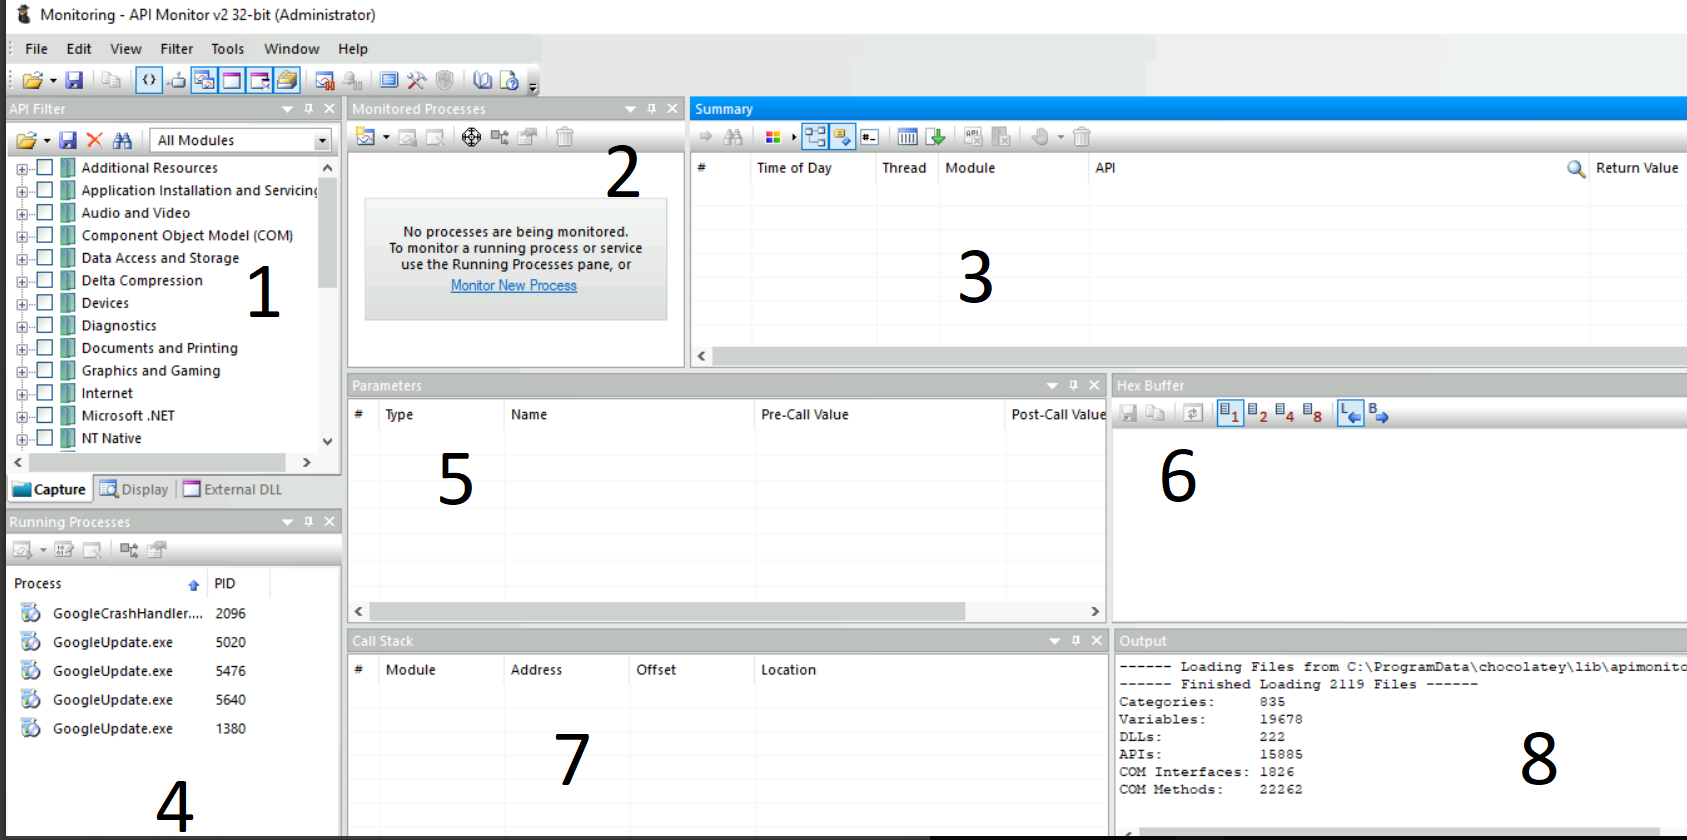 Monitoring - API Monitor v2 32-bit (Administrator)
File Edit View Filter Tools Window Help
API Filter
All Modules
Additional Resources
Application Installation and Servicing
Audio and Video
Component Object Model (COM)
Data Access and Storage
Delta Compression
Devices
Diagnostics
Documents and Printing
Graphics and Gaming
Internet
Microsoft .NET
NT Native
1
Capture Display External DLL
Monitored Processes
2
No processes are being monitored.
To monitor a running process or service
use the Running Processes pane, or
Monitor New Process
Summary
# Time of Day Thread Module API Return Value
3
Running Processes
Process PID
GoogleCrashHandler.... 2096
GoogleUpdate.exe 5020
GoogleUpdate.exe 5476
GoogleUpdate.exe 5640
GoogleUpdate.exe 1380
4
Parameters
# Type Name Pre-Call Value Post-Call Value
5
Hex Buffer
1 2 4 8 L B
6
Call Stack
# Module Address Offset Location
7
Output
------ Loading Files from C:\ProgramData\chocolatey\lib\apimonito
------ Finished Loading 2119 Files ------
Categories: 835
Variables: 19678
DLLs: 222
APIs: 15885
COM Interfaces: 1826
COM Methods: 22262
8